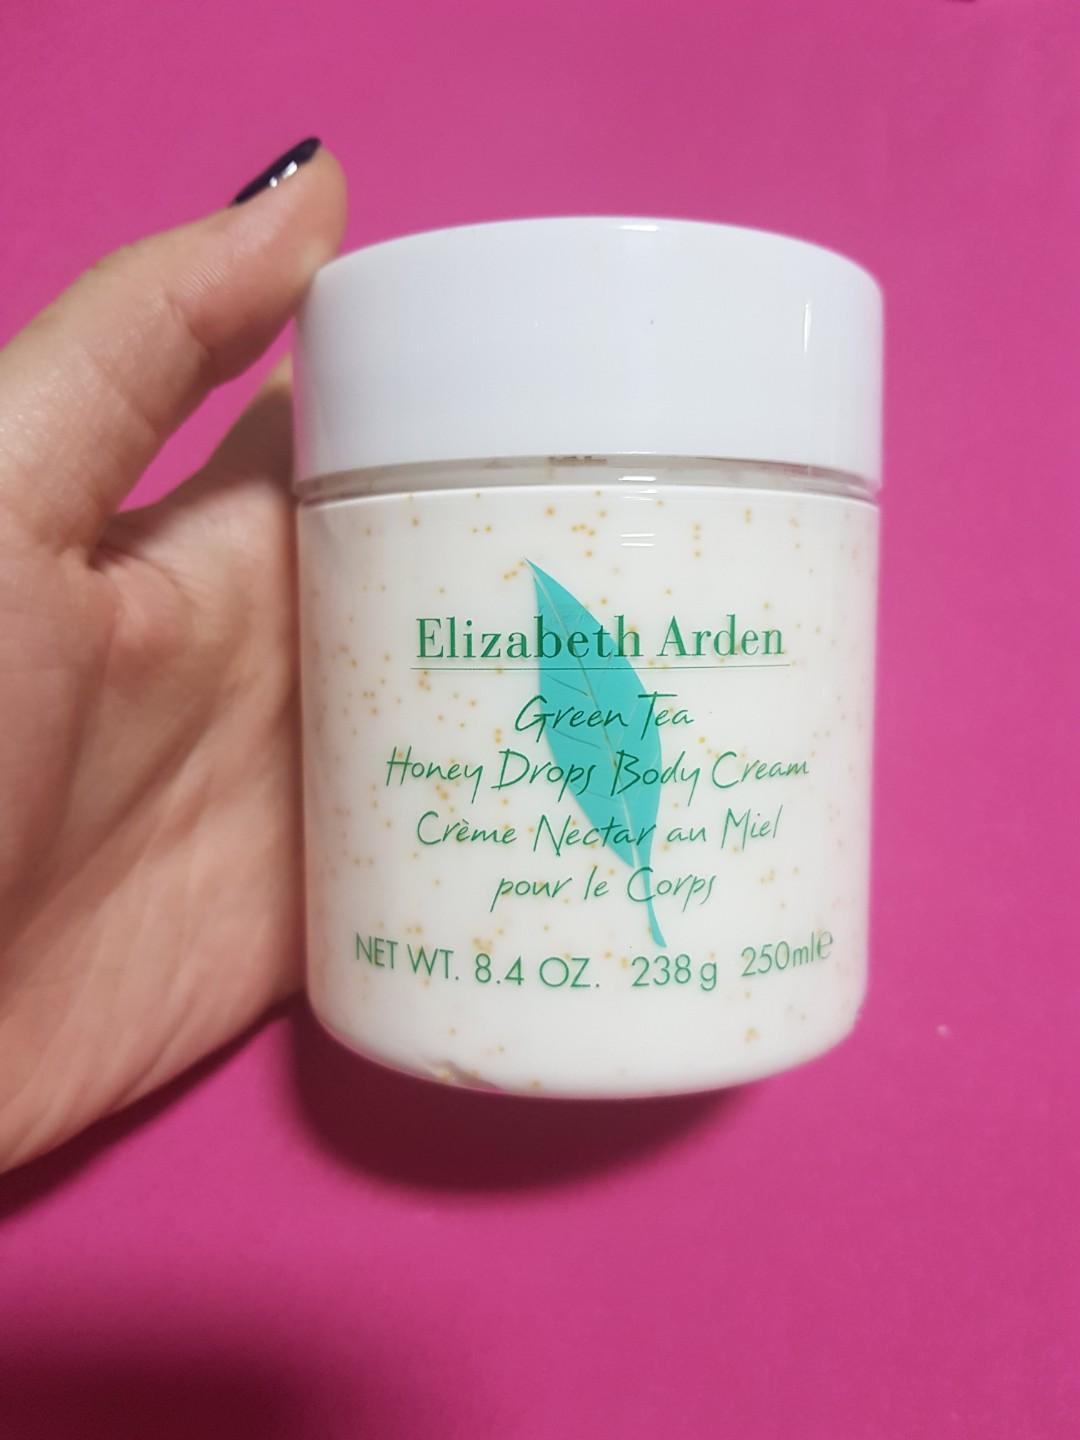 Elizabeth Arden
Green Tea
Honey Drops Body Cream
Crème Nectar au Miel
pour le Corps
NET WT. 8.4 OZ. 238 g 250ml℮